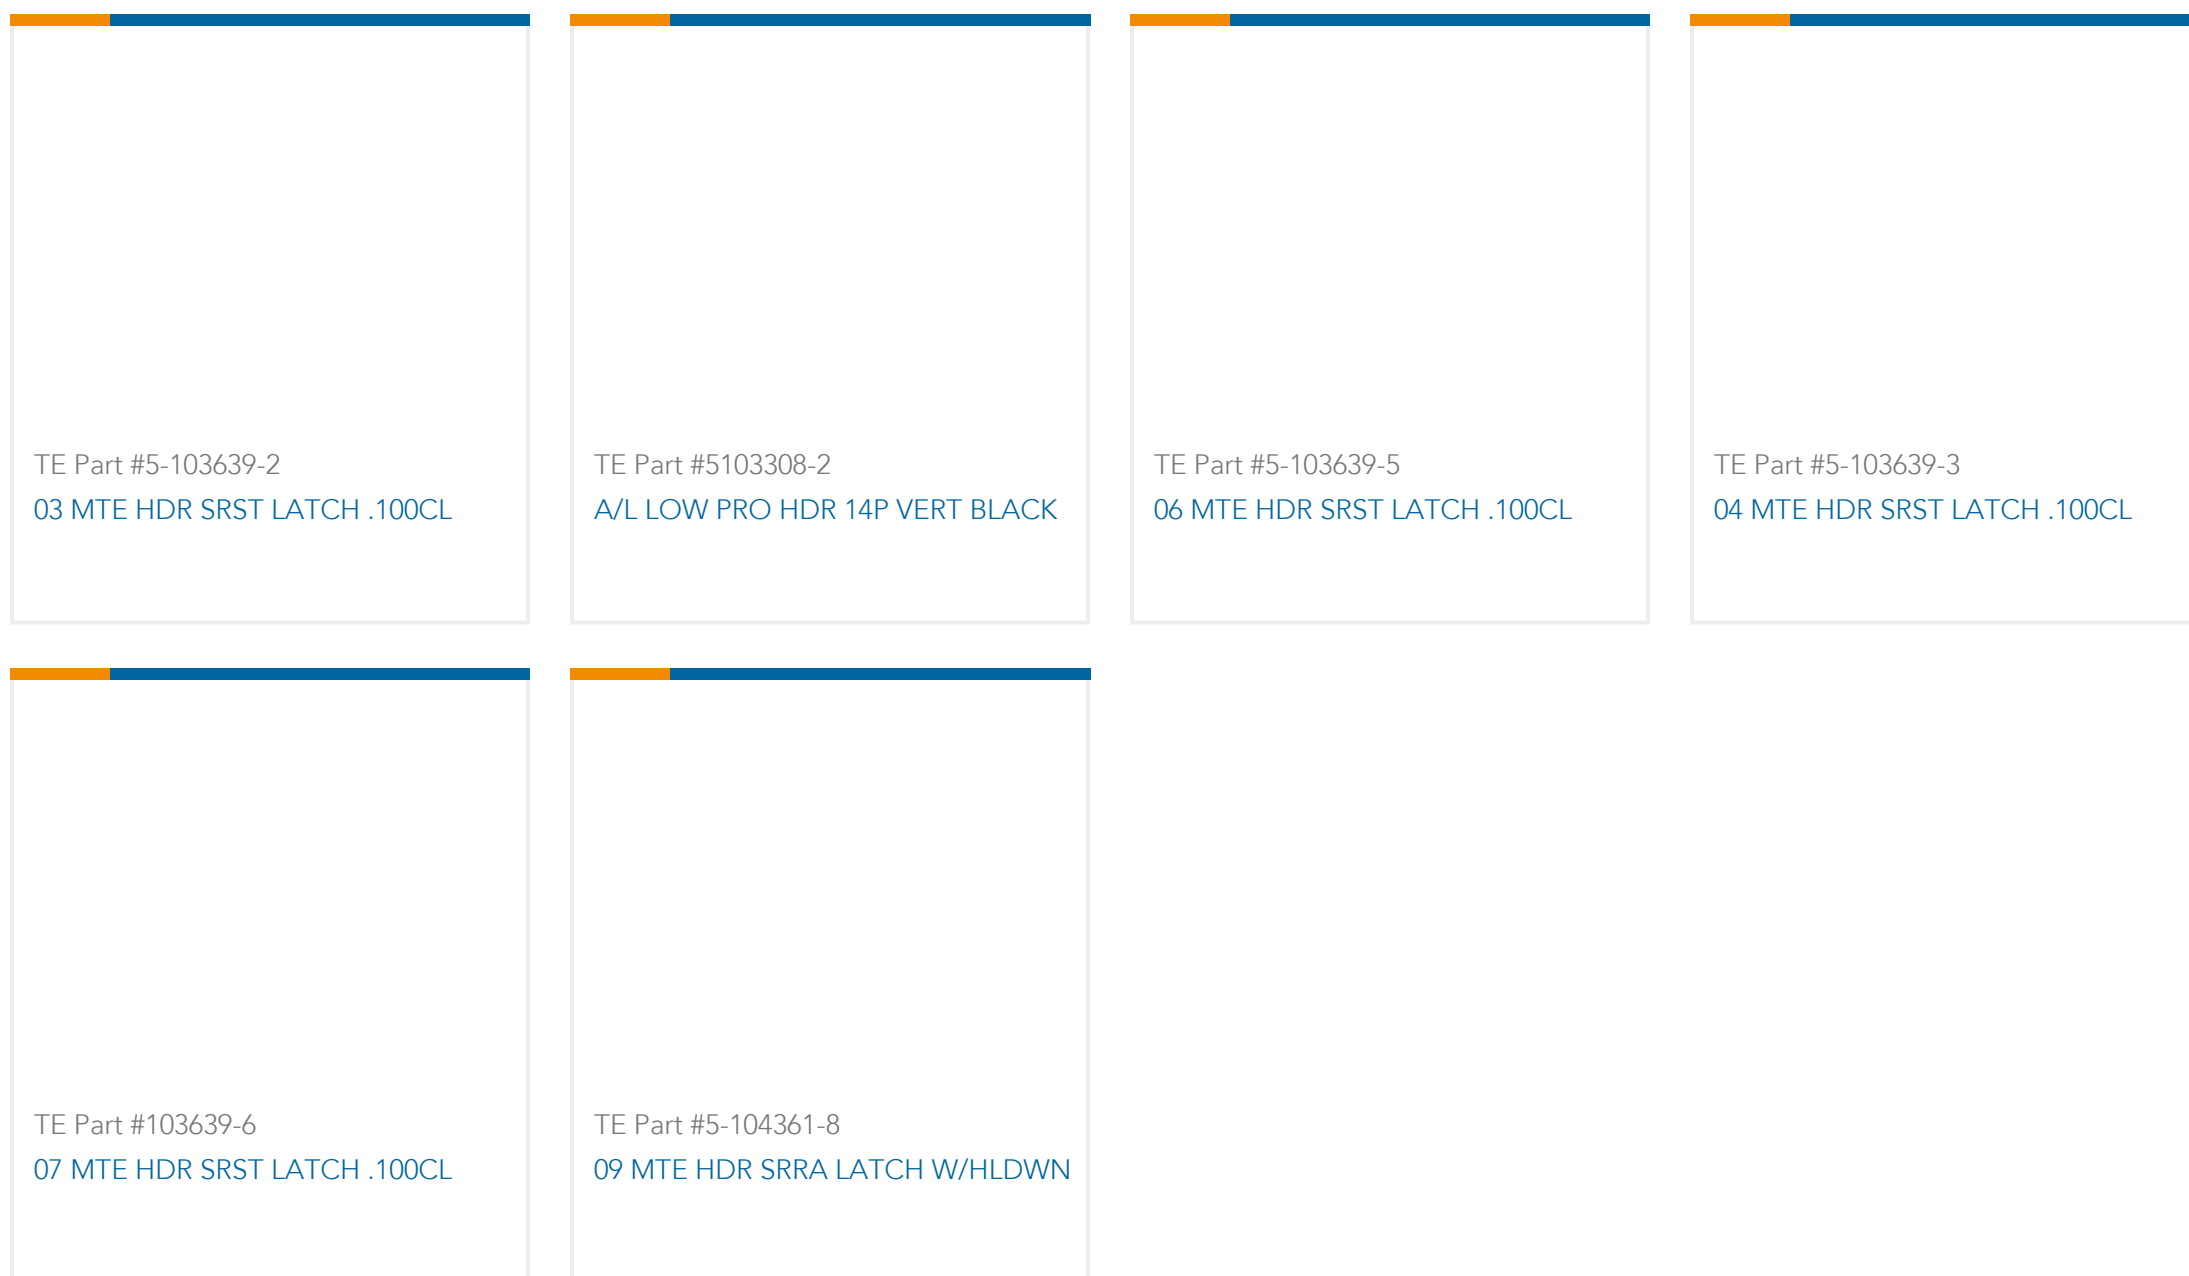 TE Part #5-103639-2
03 MTE HDR SRST LATCH .100CL
TE Part #5103308-2
A/L LOW PRO HDR 14P VERT BLACK
TE Part #5-103639-5
06 MTE HDR SRST LATCH .100CL
TE Part #5-103639-3
04 MTE HDR SRST LATCH .100CL
TE Part #103639-6
07 MTE HDR SRST LATCH .100CL
TE Part #5-104361-8
09 MTE HDR SRRA LATCH W/HLDWN